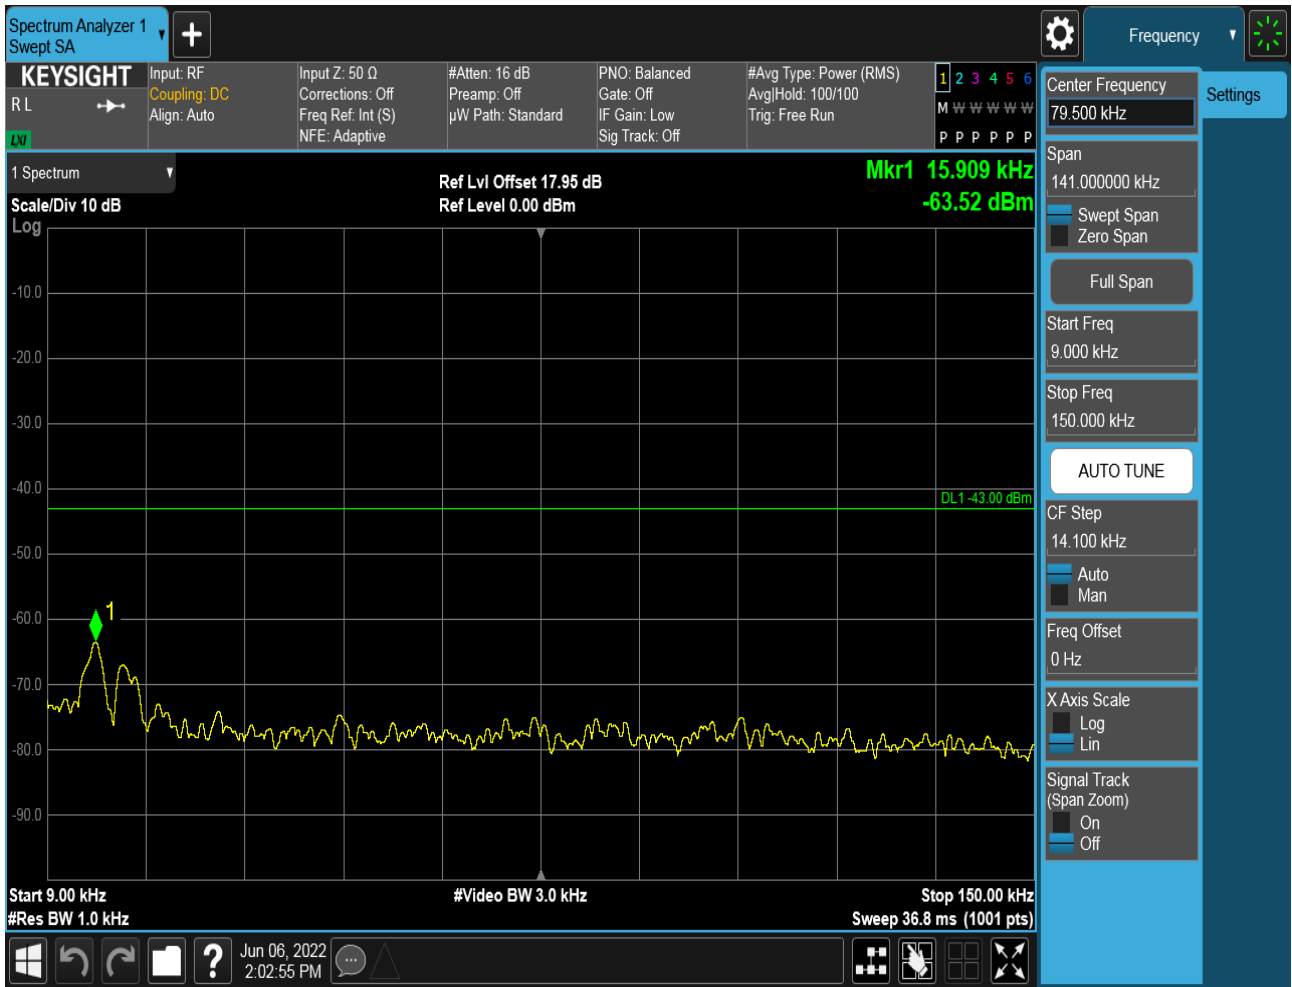 Spectrum Analyzer 1
Swept SA
Frequency
KEYSIGHT
R L
LXI
Input: RF
Coupling: DC
Align: Auto
Input Z: 50 Ω
Corrections: Off
Freq Ref: Int (S)
NFE: Adaptive
#Atten: 16 dB
Preamp: Off
µW Path: Standard
PNO: Balanced
Gate: Off
IF Gain: Low
Sig Track: Off
#Avg Type: Power (RMS)
Avg|Hold: 100/100
Trig: Free Run
1 2 3 4 5 6
M W W W W W
P P P P P P
1 Spectrum
Scale/Div 10 dB
Log
Ref Lvl Offset 17.95 dB
Ref Level 0.00 dBm
Mkr1 15.909 kHz
-63.52 dBm
-10.0
-20.0
-30.0
-40.0
DL1 -43.00 dBm
-50.0
-60.0
1
-70.0
-80.0
-90.0
Start 9.00 kHz
#Video BW 3.0 kHz
Stop 150.00 kHz
#Res BW 1.0 kHz
Sweep 36.8 ms (1001 pts)
?
Jun 06, 2022
2:02:55 PM
Settings
Center Frequency
79.500 kHz
Span
141.000000 kHz
Swept Span
Zero Span
Full Span
Start Freq
9.000 kHz
Stop Freq
150.000 kHz
AUTO TUNE
CF Step
14.100 kHz
Auto
Man
Freq Offset
0 Hz
X Axis Scale
Log
Lin
Signal Track
(Span Zoom)
On
Off